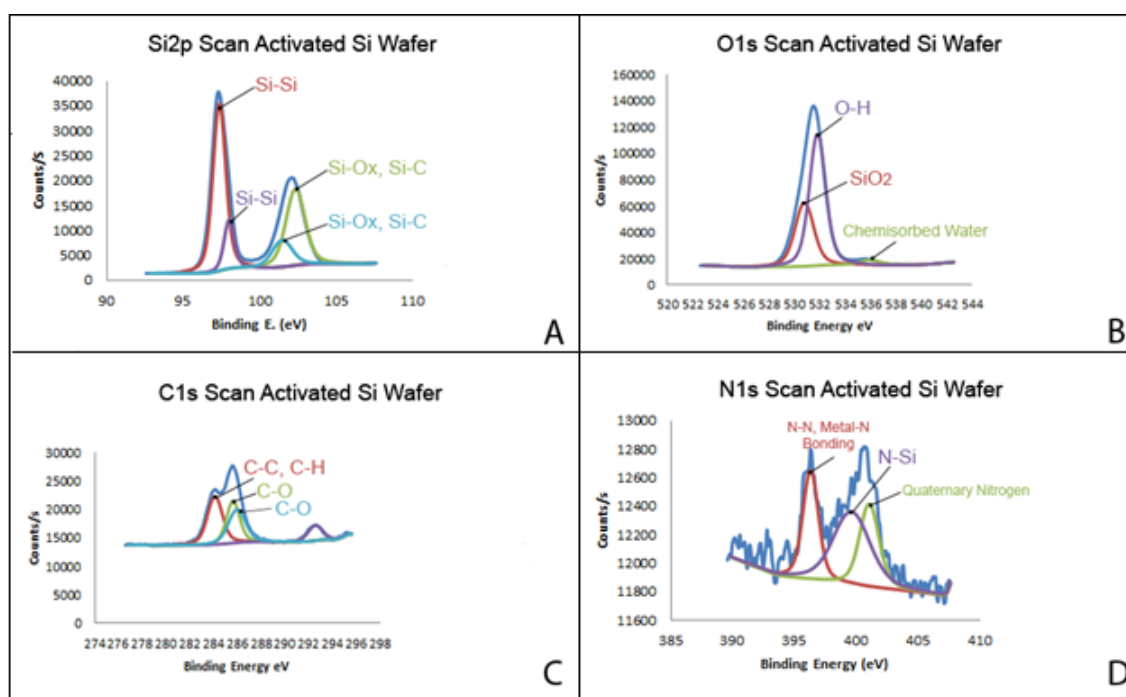 Si2p Scan Activated Si Wafer
40000
35000
30000
25000
20000
15000
10000
5000
0
Counts/S
Si-Si
Si-Si
Si-Ox, Si-C
Si-Ox, Si-C
90 95 100 105 110
Binding E. (eV)
A
O1s Scan Activated Si Wafer
160000
140000
120000
100000
80000
60000
40000
20000
0
Counts/s
O-H
SiO2
Chemisorbed Water
520 522 524 526 528 530 532 534 536 538 540 542 544
Binding Energy eV
B
C1s Scan Activated Si Wafer
30000
25000
20000
15000
10000
5000
0
Counts/s
C-C, C-H
C-O
C-O
274 276 278 280 282 284 286 288 290 292 294 296 298
Binding Energy eV
C
N1s Scan Activated Si Wafer
13000
12800
12600
12400
12200
12000
11800
11600
Counts/s
N-N, Metal-N
Bonding
N-Si
Quaternary Nitrogen
385 390 395 400 405 410
Binding Energy (eV)
D